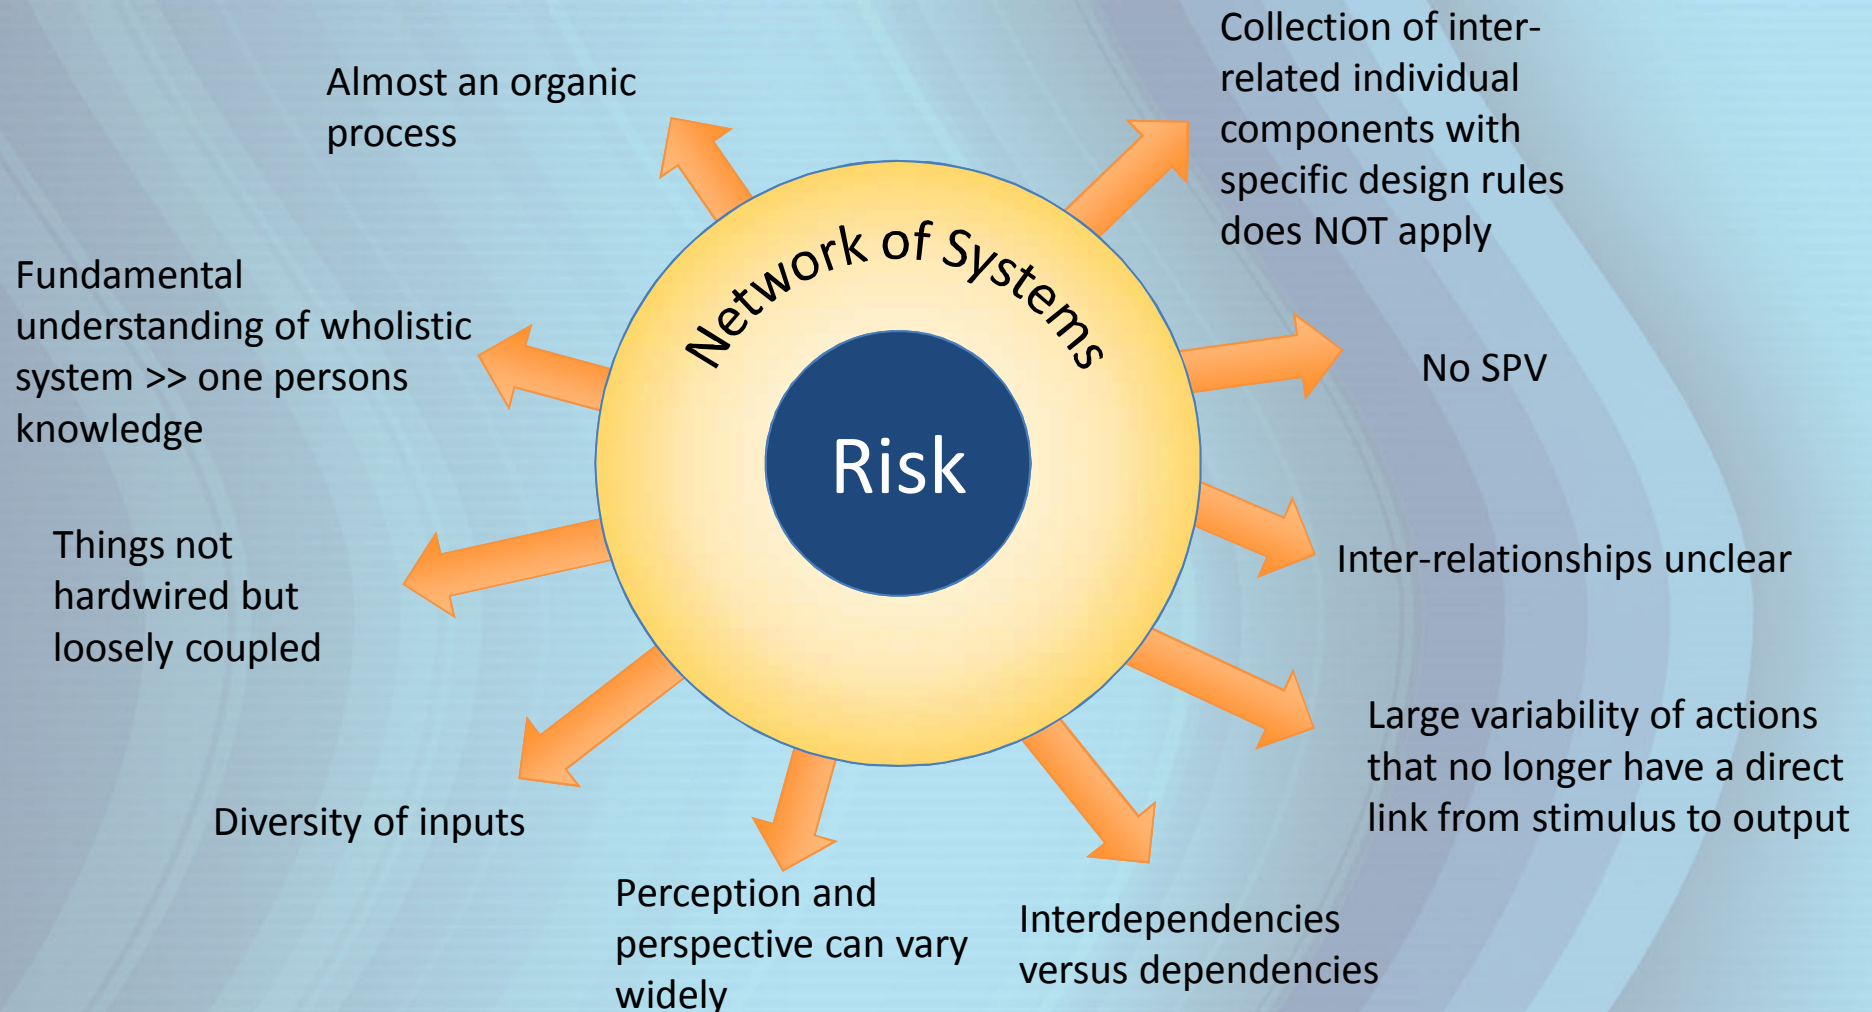 Collection of inter-
related individual
components with
specific design rules
does NOT apply
Almost an organic
process
Network of Systems
Risk
Fundamental
understanding of wholistic
system >> one persons
knowledge
No SPV
Things not
hardwired but
loosely coupled
Inter-relationships unclear
Large variability of actions
that no longer have a direct
link from stimulus to output
Diversity of inputs
Perception and
perspective can vary
widely
Interdependencies
versus dependencies